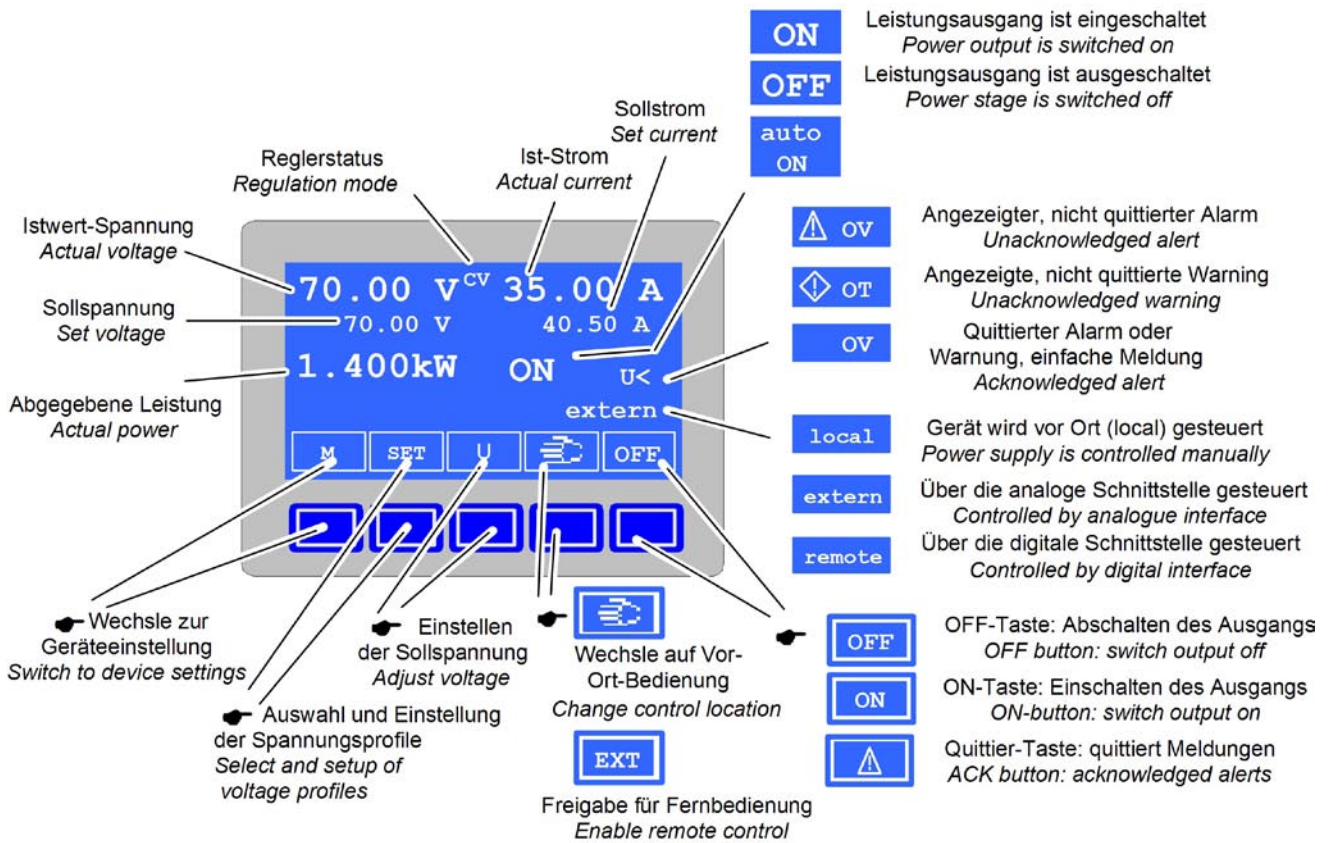 ON
Leistungsausgang ist eingeschaltet
Power output is switched on
OFF
Leistungsausgang ist ausgeschaltet
Power stage is switched off
auto
ON
Sollstrom
Set current
Reglerstatus
Regulation mode
Ist-Strom
Actual current
Istwert-Spannung
Actual voltage
Sollspannung
Set voltage
Abgegebene Leistung
Actual power
70.00 V CV 35.00 A
70.00 V 40.50 A
1.400kW ON U<
extern
M SET U OFF
OV
Angezeigter, nicht quittierter Alarm
Unacknowledged alert
OT
Angezeigte, nicht quittierte Warning
Unacknowledged warning
OV
Quittierter Alarm oder
Warnung, einfache Meldung
Acknowledged alert
local
Gerät wird vor Ort (local) gesteuert
Power supply is controlled manually
extern
Über die analoge Schnittstelle gesteuert
Controlled by analogue interface
remote
Über die digitale Schnittstelle gesteuert
Controlled by digital interface
Wechsle zur
Geräteeinstellung
Switch to device settings
Auswahl und Einstellung
der Spannungsprofile
Select and setup of
voltage profiles
Einstellen
der Sollspannung
Adjust voltage
Wechsle auf Vor-
Ort-Bedienung
Change control location
EXT
Freigabe für Fernbedienung
Enable remote control
OFF
OFF-Taste: Abschalten des Ausgangs
OFF button: switch output off
ON
ON-Taste: Einschalten des Ausgangs
ON-button: switch output on
Quittier-Taste: quittiert Meldungen
ACK button: acknowledged alerts